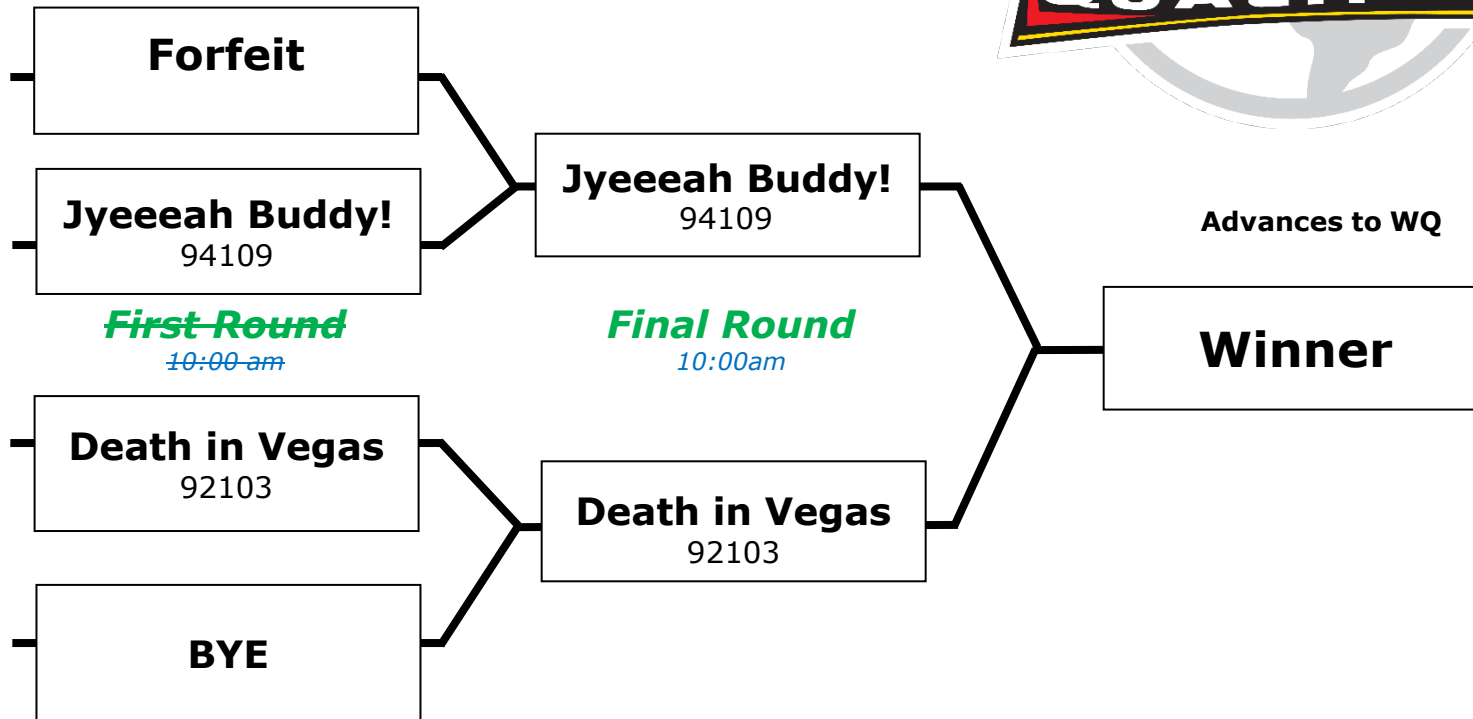 Forfeit
Jyeeeah Buddy!
94109
First Round
10:00 am
Death in Vegas
92103
BYE
Jyeeeah Buddy!
94109
Final Round
10:00am
Death in Vegas
92103
Advances to WQ
Winner